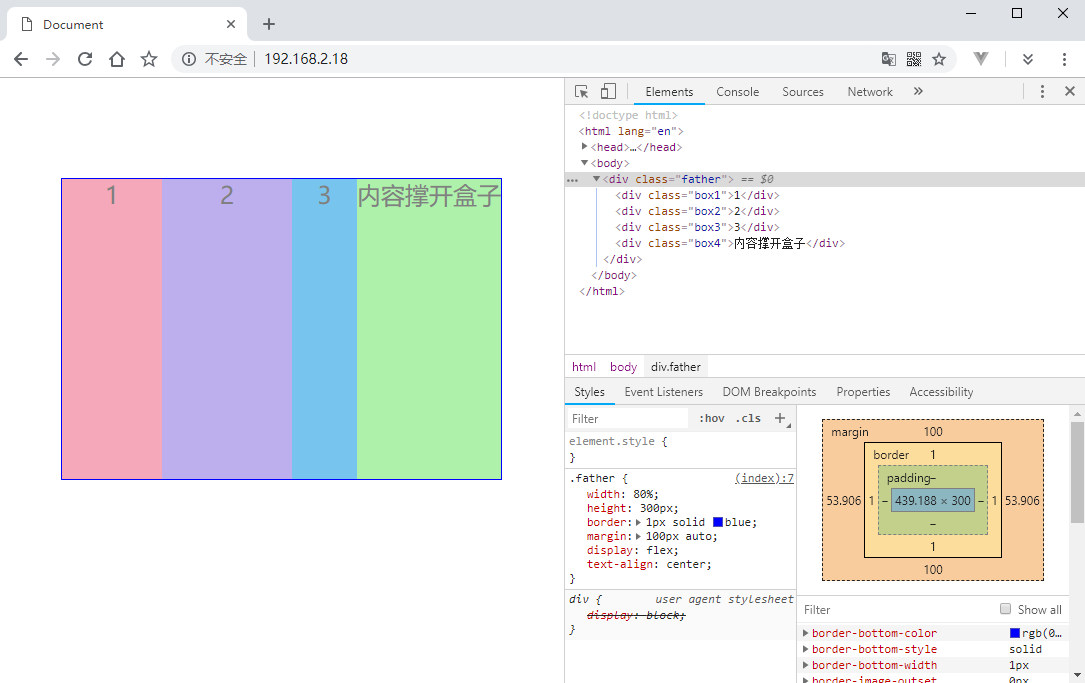 Document
不安全 192.168.2.18
1 2 3 内容撑开盒子
Elements Console Sources Network »
<!doctype html>
<html lang="en">
<head>…</head>
<body>
<div class="father"> == $0
<div class="box1">1</div>
<div class="box2">2</div>
<div class="box3">3</div>
<div class="box4">内容撑开盒子</div>
</div>
</body>
</html>
html body div.father
Styles Event Listeners DOM Breakpoints Properties Accessibility
Filter :hov .cls +
element.style {
}
.father { (index):7
width: 80%;
height: 300px;
border: 1px solid blue;
margin: 100px auto;
display: flex;
text-align: center;
}
div { user agent stylesheet
display: block;
}
margin 100
border 1
padding –
53.906 1 – 439.188 × 300 – 1 53.906
–
1
100
Filter Show all
border-bottom-color rgb(0…
border-bottom-style solid
border-bottom-width 1px
border-image-outset 0px